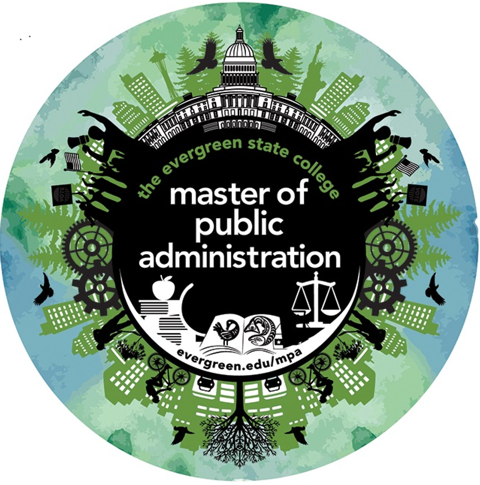 the evergreen state college
master of
public
administration
evergreen.edu/mpa